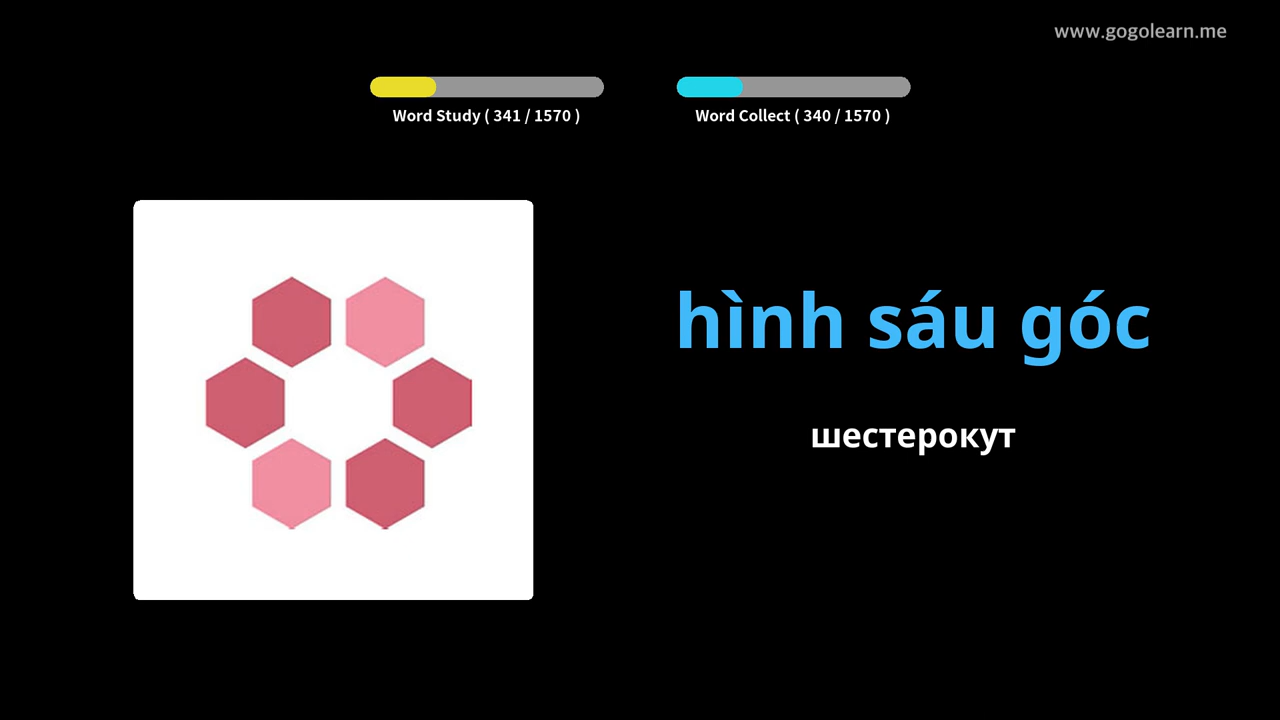 www.gogolearn.me
Word Study ( 341 / 1570 )
Word Collect ( 340 / 1570 )
hình sáu góc
шестерокут